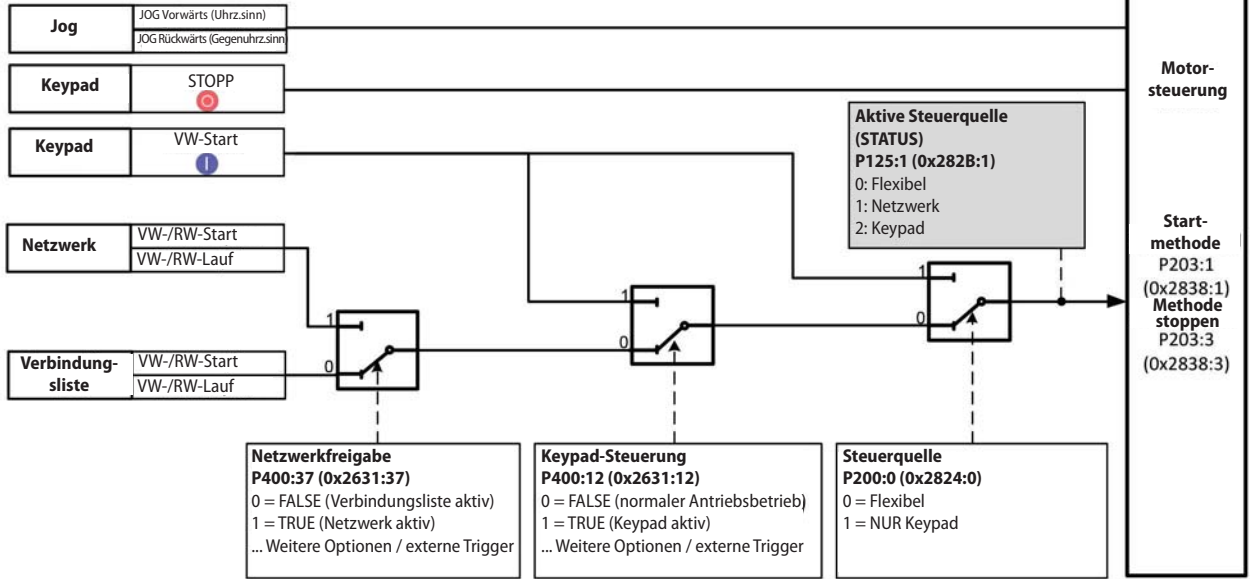 Jog
JOG Vorwärts (Uhrz.sinn)
JOG Rückwärts (Gegenuhrz.sinn)
Keypad
STOPP
Keypad
VW-Start
Netzwerk
VW-/RW-Start
VW-/RW-Lauf
Verbindung-
sliste
VW-/RW-Start
VW-/RW-Lauf
1
0
1
0
1
0
Aktive Steuerquelle
(STATUS)
P125:1 (0x282B:1)
0: Flexibel
1: Netzwerk
2: Keypad
Motor-
steuerung
Start-
methode
P203:1
(0x2838:1)
Methode
stoppen
P203:3
(0x2838:3)
Netzwerkfreigabe
P400:37 (0x2631:37)
0 = FALSE (Verbindungsliste aktiv)
1 = TRUE (Netzwerk aktiv)
... Weitere Optionen / externe Trigger
Keypad-Steuerung
P400:12 (0x2631:12)
0 = FALSE (normaler Antriebsbetrieb)
1 = TRUE (Keypad aktiv)
... Weitere Optionen / externe Trigger
Steuerquelle
P200:0 (0x2824:0)
0 = Flexibel
1 = NUR Keypad